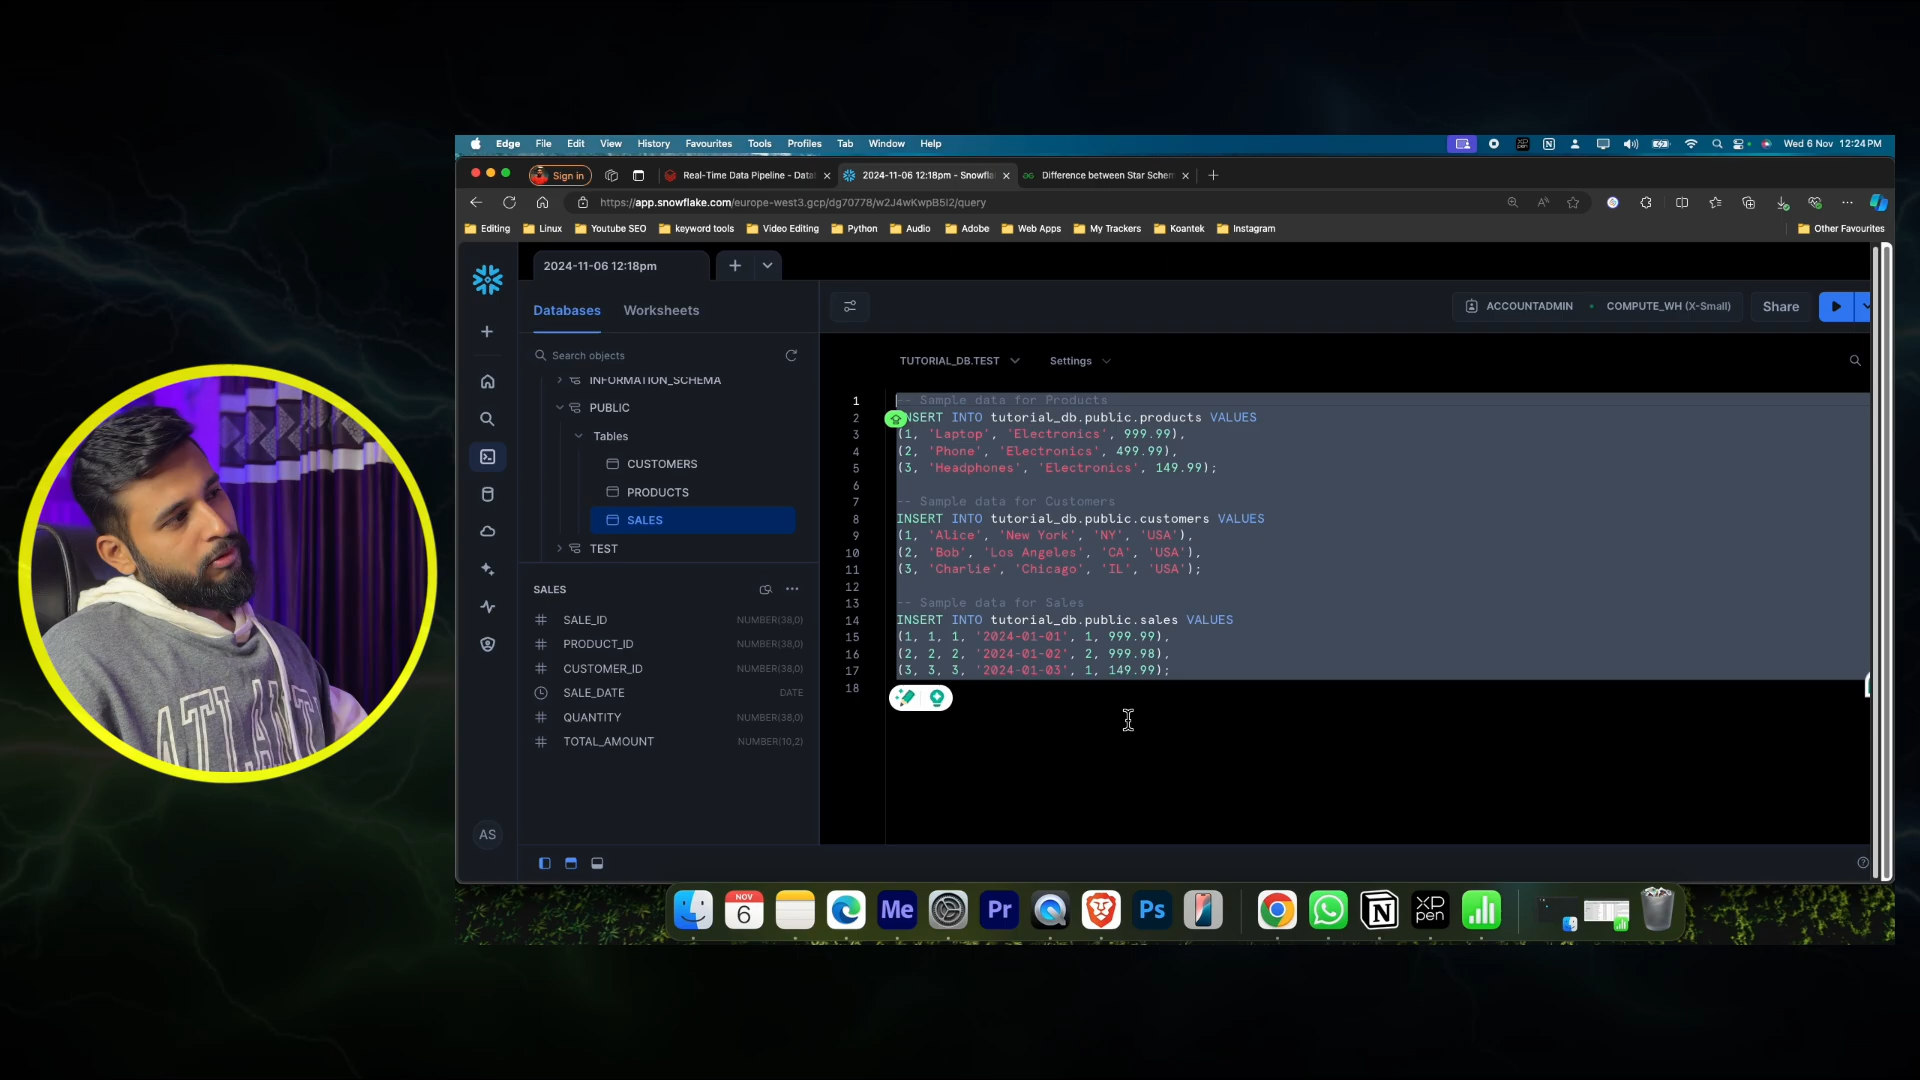 Edge File Edit View History Favourites Tools Profiles Tab Window Help
Wed 6 Nov 12:24 PM
Sign in
Real-Time Data Pipeline - Datab
2024-11-06 12:18pm - Snowfla
Difference between Star Schem
https://app.snowflake.com/europe-west3.gcp/dg70778/w2J4wKwpB5I2/query
Editing Linux Youtube SEO keyword tools Video Editing Python Audio Adobe Web Apps My Trackers Koantek Instagram Other Favourites
2024-11-06 12:18pm
Databases Worksheets
ACCOUNTADMIN COMPUTE_WH (X-Small) Share
Search objects
INFORMATION_SCHEMA
PUBLIC
Tables
CUSTOMERS
PRODUCTS
SALES
TEST
SALES
SALE_ID NUMBER(38,0)
PRODUCT_ID NUMBER(38,0)
CUSTOMER_ID NUMBER(38,0)
SALE_DATE DATE
QUANTITY NUMBER(38,0)
TOTAL_AMOUNT NUMBER(10,2)
AS
TUTORIAL_DB.TEST Settings
1 -- Sample data for Products
2 INSERT INTO tutorial_db.public.products VALUES
3 (1, 'Laptop', 'Electronics', 999.99),
4 (2, 'Phone', 'Electronics', 499.99),
5 (3, 'Headphones', 'Electronics', 149.99);
6
7 -- Sample data for Customers
8 INSERT INTO tutorial_db.public.customers VALUES
9 (1, 'Alice', 'New York', 'NY', 'USA'),
10 (2, 'Bob', 'Los Angeles', 'CA', 'USA'),
11 (3, 'Charlie', 'Chicago', 'IL', 'USA');
12
13 -- Sample data for Sales
14 INSERT INTO tutorial_db.public.sales VALUES
15 (1, 1, 1, '2024-01-01', 1, 999.99),
16 (2, 2, 2, '2024-01-02', 2, 999.98),
17 (3, 3, 3, '2024-01-03', 1, 149.99);
18
ATLANT
NOV
6
Me
Pr
Ps
XP
pen